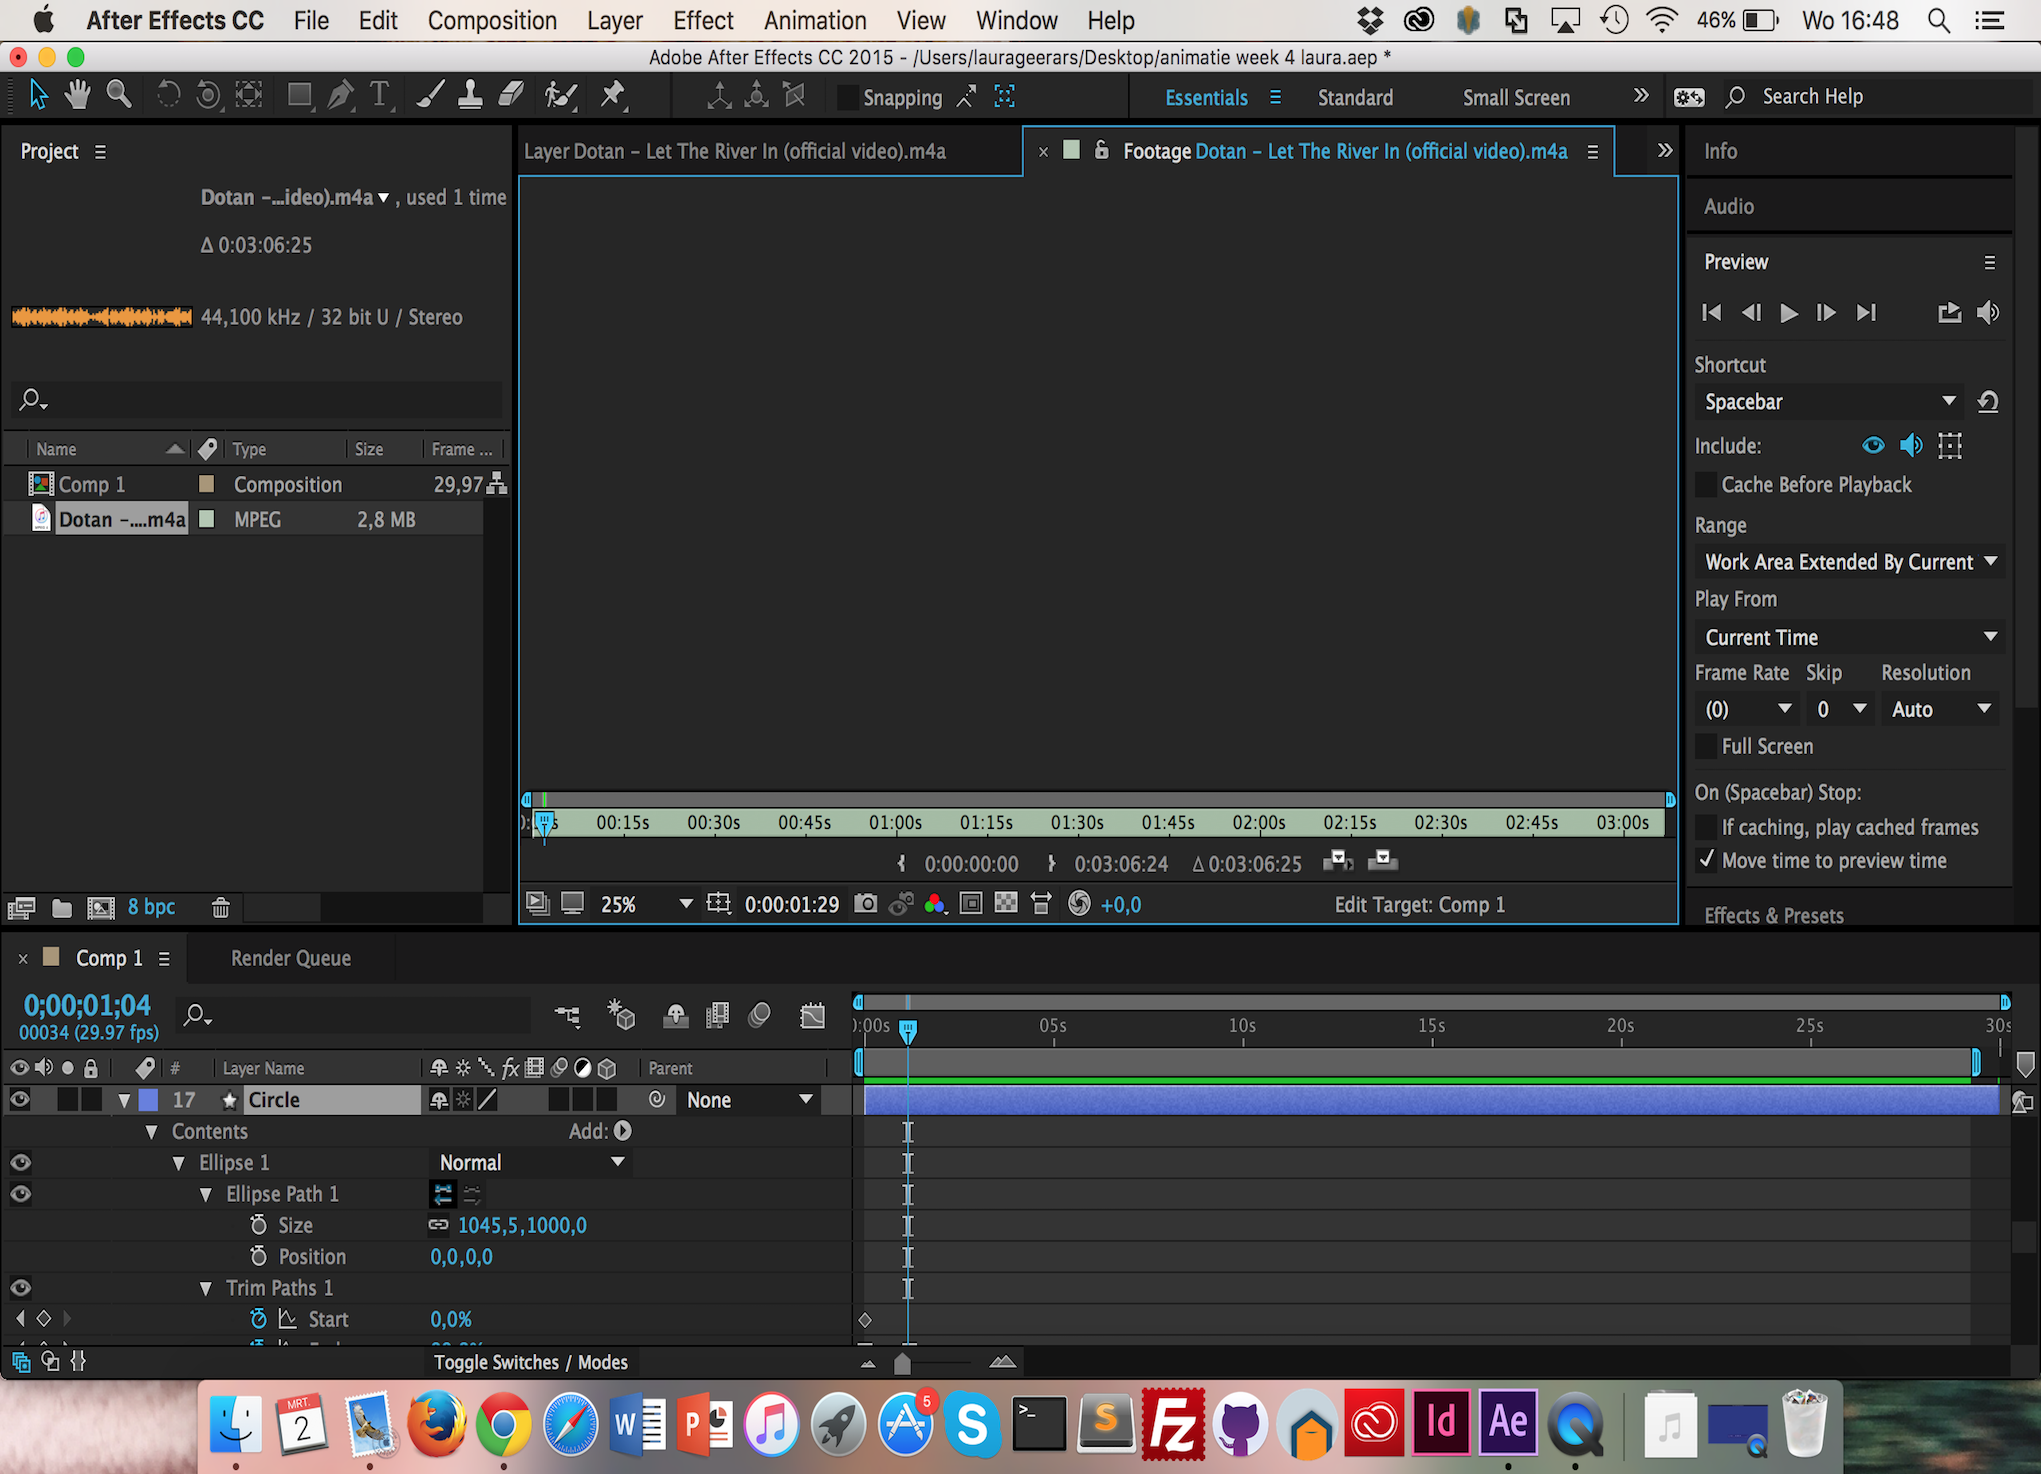 After Effects CC File Edit Composition Layer Effect Animation View Window Help 46% Wo 16:48
Adobe After Effects CC 2015 - /Users/laurageerars/Desktop/animatie week 4 laura.aep *
T Snapping Essentials Standard Small Screen » Search Help
Project
Dotan -...ideo).m4a , used 1 time
Δ 0:03:06:25
44,100 kHz / 32 bit U / Stereo
Name Type Size Frame ...
Comp 1 Composition 29,97
Dotan -....m4a MPEG 2,8 MB
8 bpc
Layer Dotan – Let The River In (official video).m4a
× Footage Dotan – Let The River In (official video).m4a »
00:15s 00:30s 00:45s 01:00s 01:15s 01:30s 01:45s 02:00s 02:15s 02:30s 02:45s 03:00s
{ 0:00:00:00 } 0:03:06:24 Δ 0:03:06:25
25% 0:00:01:29 +0,0 Edit Target: Comp 1
Info
Audio
Preview
Shortcut
Spacebar
Include:
Cache Before Playback
Range
Work Area Extended By Current
Play From
Current Time
Frame Rate Skip Resolution
(0) 0 Auto
Full Screen
On (Spacebar) Stop:
If caching, play cached frames
Move time to preview time
Effects & Presets
× Comp 1 Render Queue
0;00;01;04
00034 (29.97 fps)
):00s 05s 10s 15s 20s 25s 30s
# Layer Name fx Parent
17 Circle None
Contents Add:
Ellipse 1 Normal
Ellipse Path 1
Size 1045,5,1000,0
Position 0,0,0,0
Trim Paths 1
Start 0,0%
Toggle Switches / Modes
MRT.
2
W
P
5
S
>_
S
Fz
Id
Ae